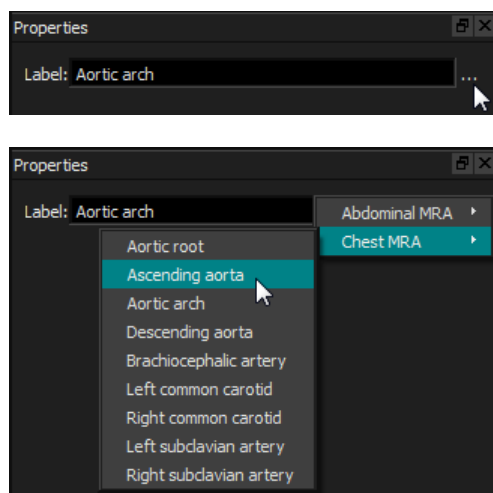 Properties
Label: Aortic arch ...
Properties
Label: Aortic arch
Abdominal MRA
Chest MRA
Aortic root
Ascending aorta
Aortic arch
Descending aorta
Brachiocephalic artery
Left common carotid
Right common carotid
Left subclavian artery
Right subclavian artery